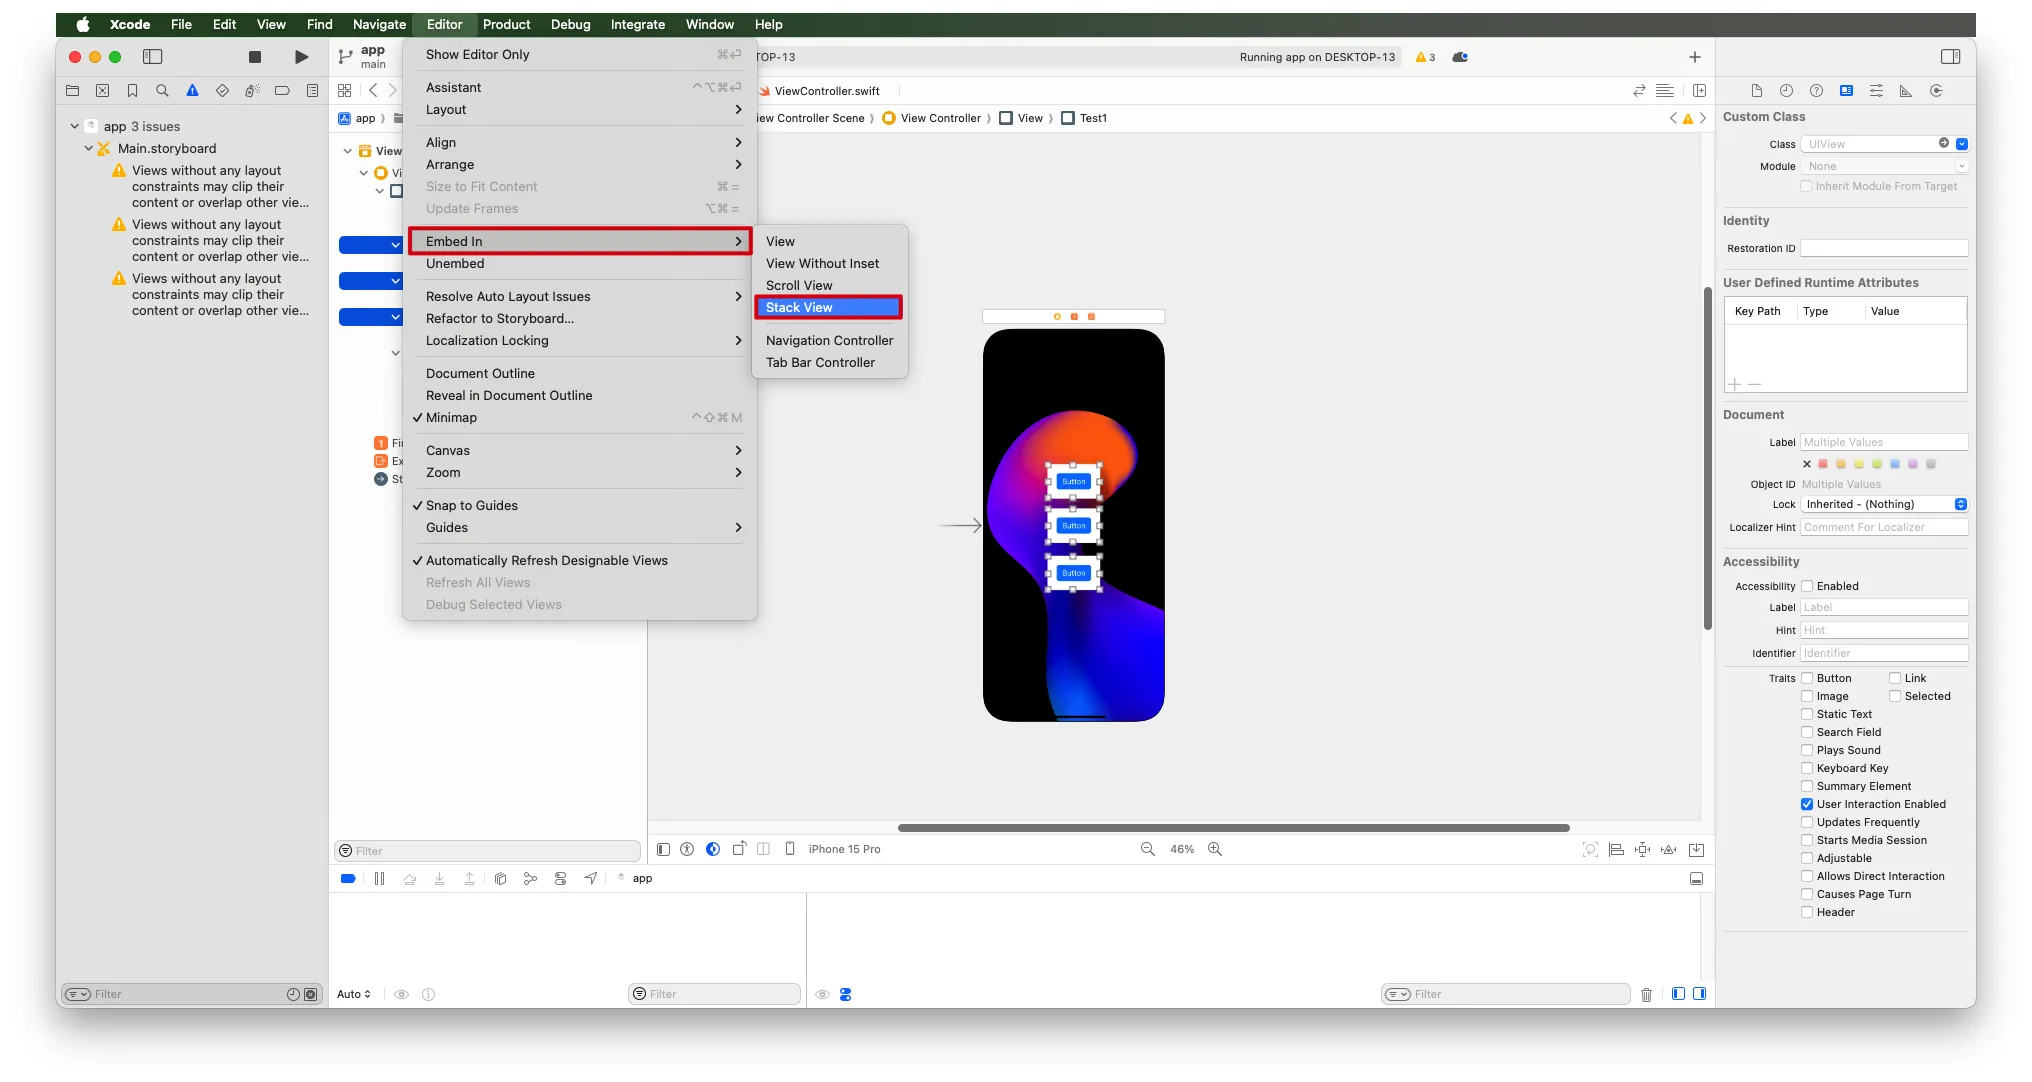 Xcode File Edit View Find Navigate Editor Product Debug Integrate Window Help
app
main
TOP-13
Running app on DESKTOP-13
3
ViewController.swift
app
iew Controller Scene
View Controller
View
Test1
app 3 issues
Main.storyboard
Views without any layout
constraints may clip their
content or overlap other vie...
Views without any layout
constraints may clip their
content or overlap other vie...
Views without any layout
constraints may clip their
content or overlap other vie...
Filter
View
Vi
Fi
Ex
St
Filter
Show Editor Only ⌘↩
Assistant ^⌥⌘↩
Layout
Align
Arrange
Size to Fit Content ⌘ =
Update Frames ⌥⌘ =
Embed In
Unembed
Resolve Auto Layout Issues
Refactor to Storyboard...
Localization Locking
Document Outline
Reveal in Document Outline
✓ Minimap ^⇧⌘ M
Canvas
Zoom
✓ Snap to Guides
Guides
✓ Automatically Refresh Designable Views
Refresh All Views
Debug Selected Views
View
View Without Inset
Scroll View
Stack View
Navigation Controller
Tab Bar Controller
Button
Button
Button
iPhone 15 Pro
46%
app
Auto
Filter
Filter
Custom Class
Class UIView
Module None
Inherit Module From Target
Identity
Restoration ID
User Defined Runtime Attributes
Key Path Type Value
Document
Label Multiple Values
Object ID Multiple Values
Lock Inherited - (Nothing)
Localizer Hint Comment For Localizer
Accessibility
Accessibility Enabled
Label Label
Hint Hint
Identifier Identifier
Traits Button Link
Image Selected
Static Text
Search Field
Plays Sound
Keyboard Key
Summary Element
User Interaction Enabled
Updates Frequently
Starts Media Session
Adjustable
Allows Direct Interaction
Causes Page Turn
Header